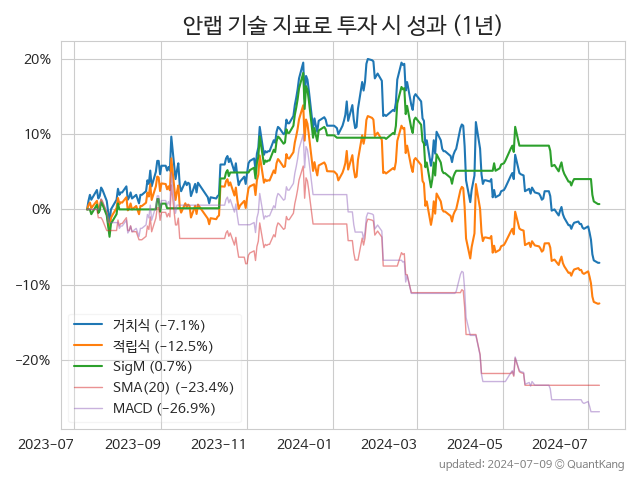 안랩 기술 지표로 투자 시 성과 (1년)
20%
10%
0%
−10%
−20%
거치식 (−7.1%)
적립식 (−12.5%)
SigM (0.7%)
SMA(20) (−23.4%)
MACD (−26.9%)
2023-07 2023-09 2023-11 2024-01 2024-03 2024-05 2024-07
updated: 2024-07-09 © QuantKang